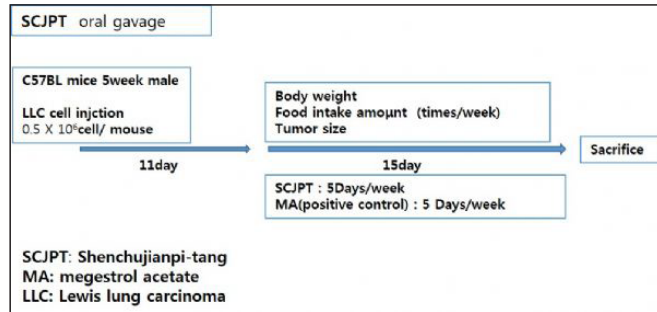 SCJPT oral gavage
C57BL mice 5week male
LLC cell injction
0.5 X 10⁶cell/ mouse
11day
Body weight
Food intake amount (times/week)
Tumor size
15day
SCJPT : 5Days/week
MA(positive control) : 5 Days/week
Sacrifice
SCJPT: Shenchujianpi-tang
MA: megestrol acetate
LLC: Lewis lung carcinoma